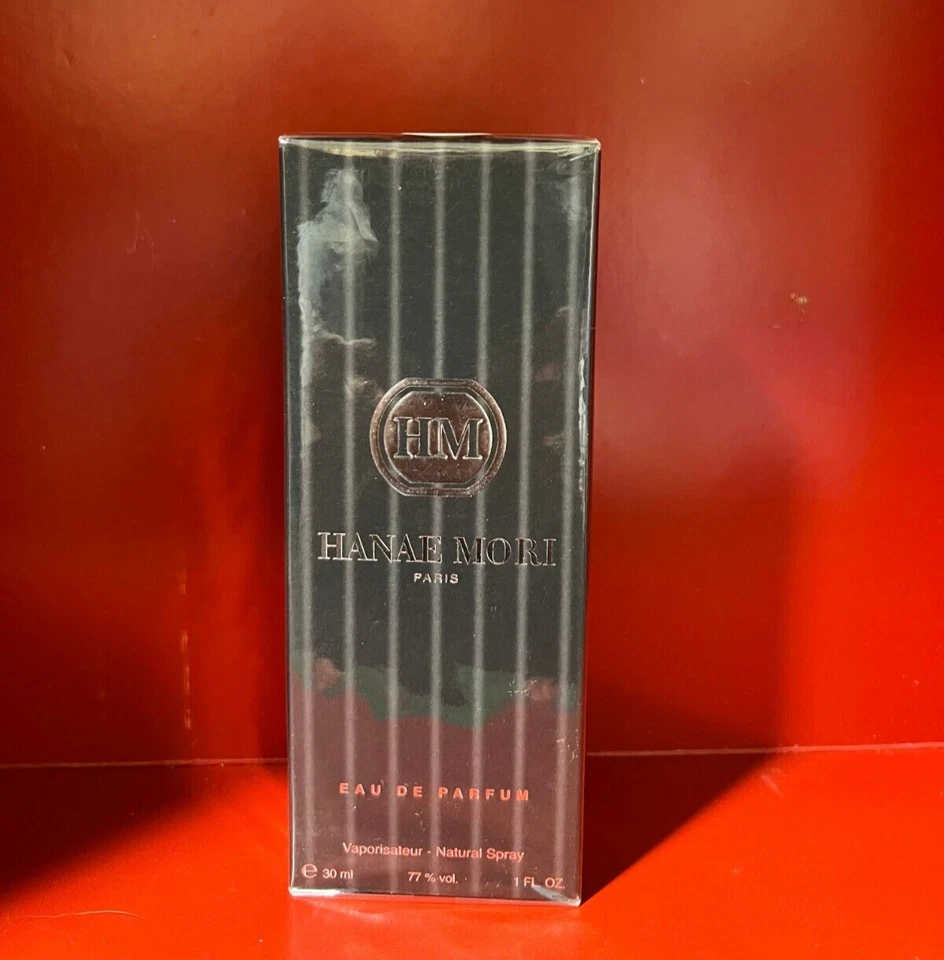 HM
HANAE MORI
PARIS
EAU DE PARFUM
Vaporisateur - Natural Spray
℮ 30 ml 77 % vol. 1 FL. OZ.